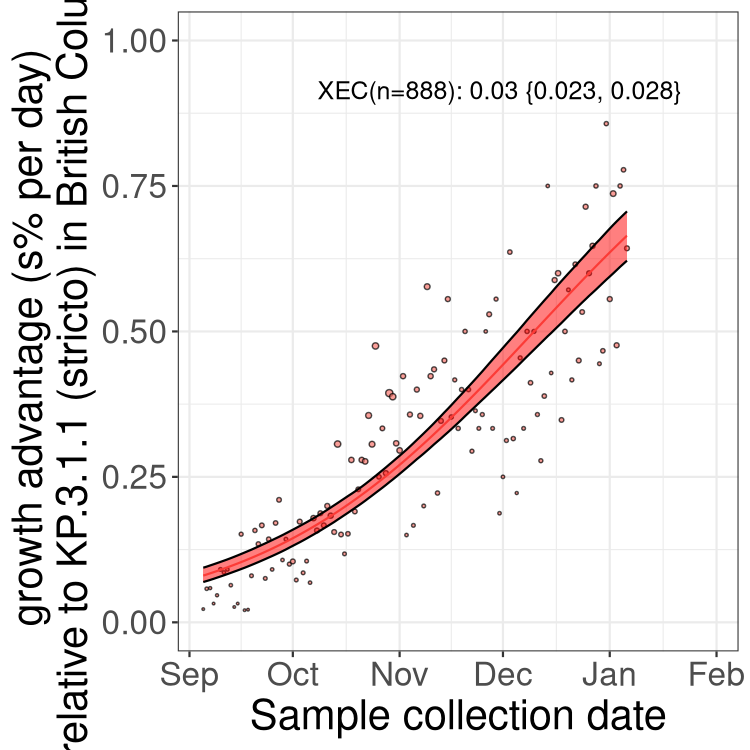 growth advantage (s% per day)
relative to KP.3.1.1 (stricto) in British
1.00
0.75
0.50
0.25
0.00
XEC(n=888): 0.03 {0.023, 0.028}
Sep Oct Nov Dec Jan Feb
Sample collection date